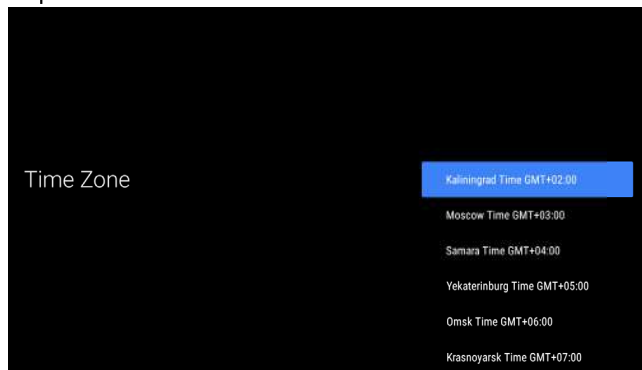 Time Zone
Kaliningrad Time GMT+02:00
Moscow Time GMT+03:00
Samara Time GMT+04:00
Yekaterinburg Time GMT+05:00
Omsk Time GMT+06:00
Krasnoyarsk Time GMT+07:00